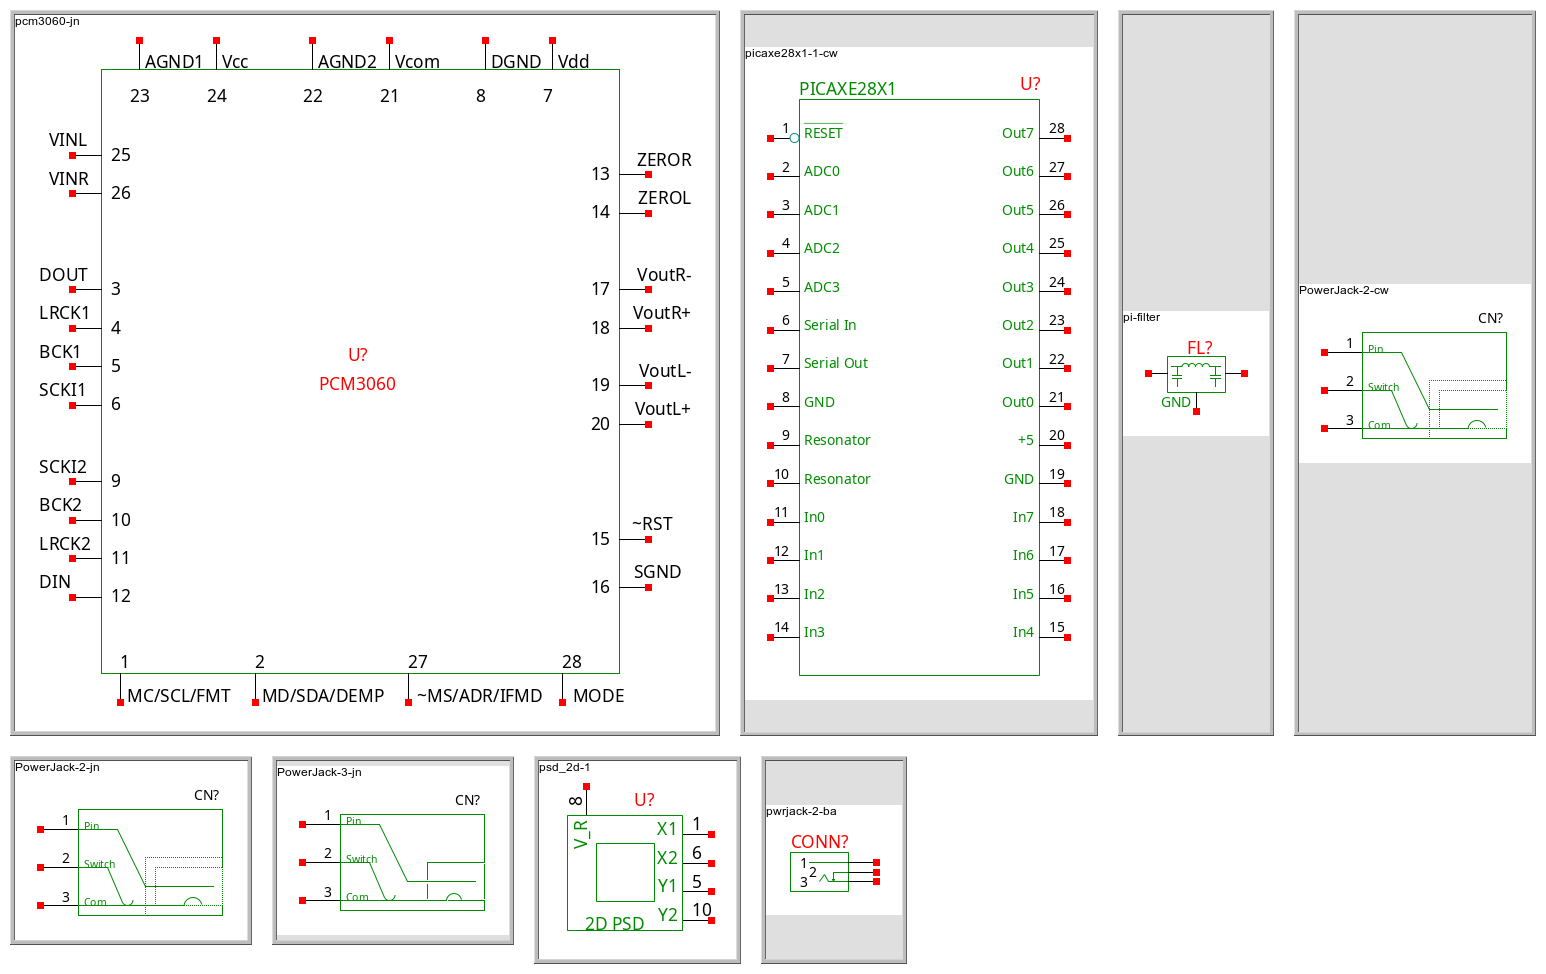 pcm3060-jn
AGND1 Vcc AGND2 Vcom DGND Vdd
23 24 22 21 8 7
VINL
25
VINR
26
DOUT
3
LRCK1
4
BCK1
5
SCKI1
6
SCKI2
9
BCK2
10
LRCK2
11
DIN
12
ZEROR
13
ZEROL
14
VoutR-
17
VoutR+
18
VoutL-
19
VoutL+
20
~RST
15
SGND
16
U?
PCM3060
1 2 27 28
MC/SCL/FMT MD/SDA/DEMP ~MS/ADR/IFMD MODE
picaxe28x1-1-cw
PICAXE28X1 U?
1 RESET Out7 28
2 ADC0 Out6 27
3 ADC1 Out5 26
4 ADC2 Out4 25
5 ADC3 Out3 24
6 Serial In Out2 23
7 Serial Out Out1 22
8 GND Out0 21
9 Resonator +5 20
10 Resonator GND 19
11 In0 In7 18
12 In1 In6 17
13 In2 In5 16
14 In3 In4 15
pi-filter
FL?
GND
PowerJack-2-cw
CN?
1 Pin
2 Switch
3 Com
PowerJack-2-jn
CN?
1 Pin
2 Switch
3 Com
PowerJack-3-jn
CN?
1 Pin
2 Switch
3 Com
psd_2d-1
8 U?
V_R
X1 1
X2 6
Y1 5
Y2 10
2D PSD
pwrjack-2-ba
CONN?
1
2
3